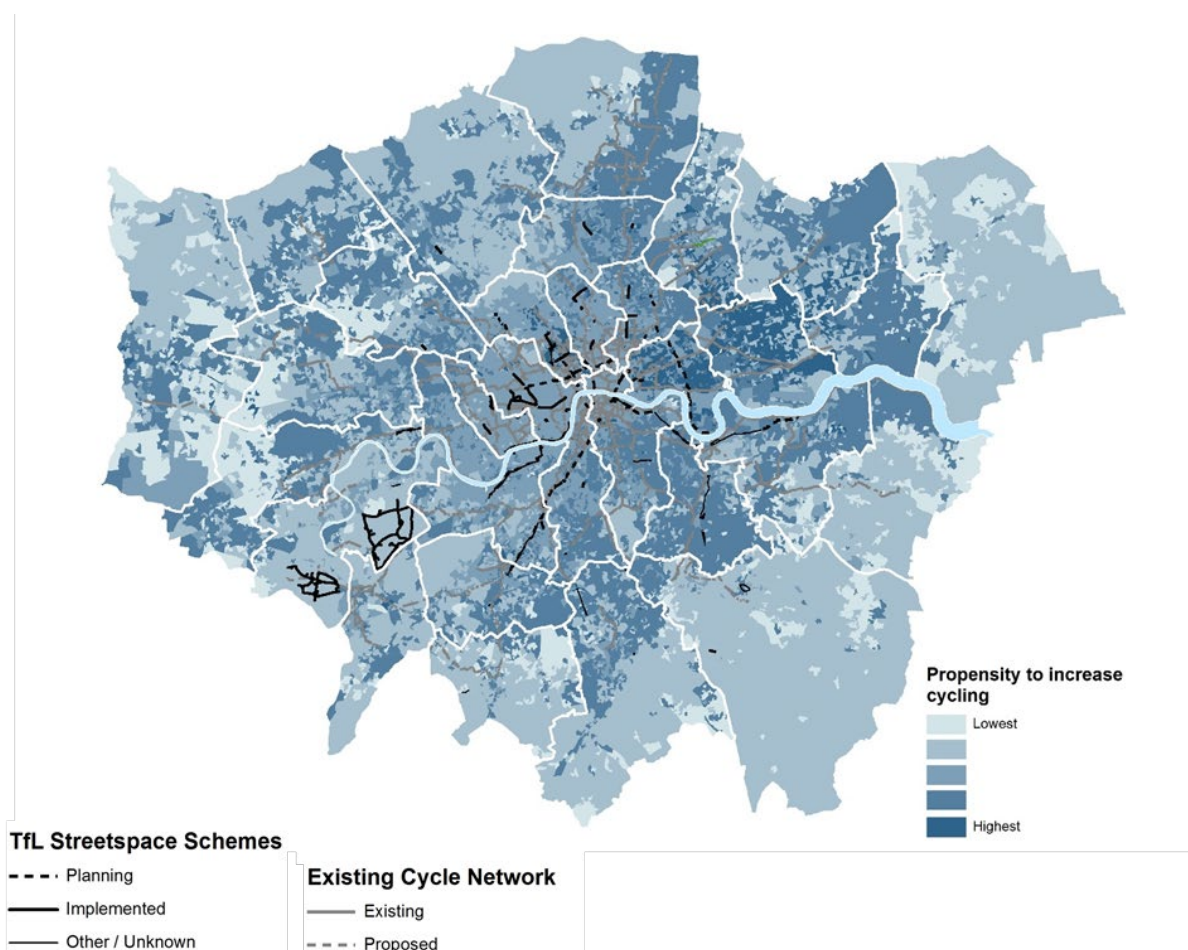 Propensity to increase
cycling
Lowest
Highest
TfL Streetspace Schemes
Planning
Implemented
Other / Unknown
Existing Cycle Network
Existing
Proposed